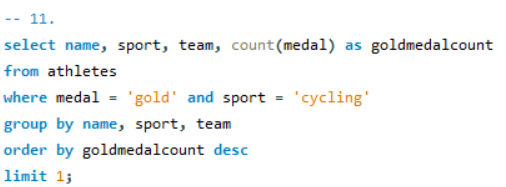 -- 11.
select name, sport, team, count(medal) as goldmedalcount
from athletes
where medal = 'gold' and sport = 'cycling'
group by name, sport, team
order by goldmedalcount desc
limit 1;